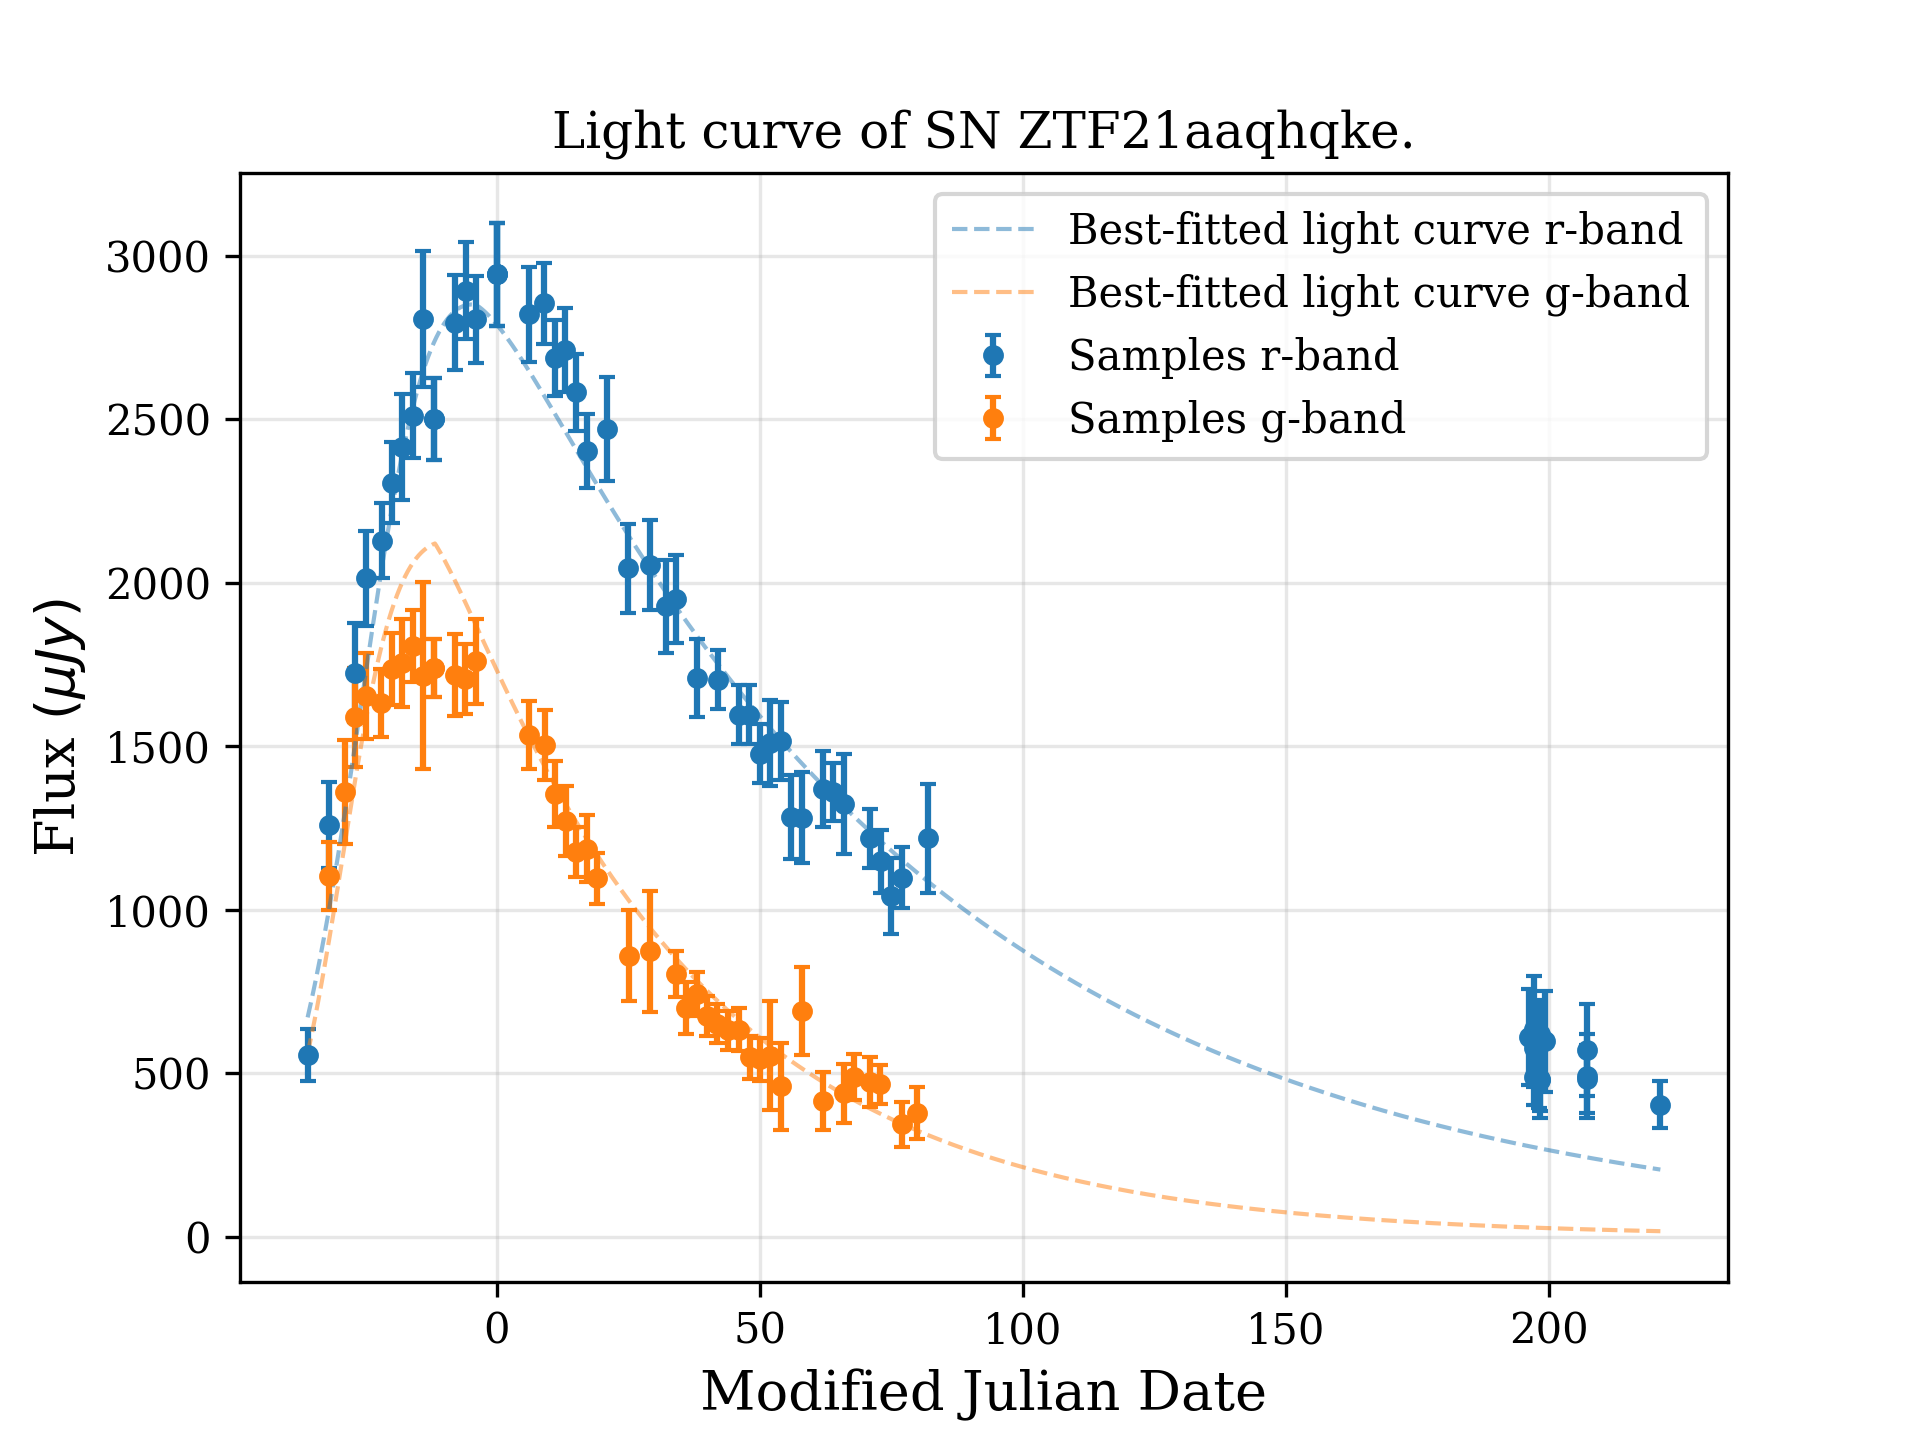 Light curve of SN ZTF21aaqhqke.
Best-fitted light curve r-band
Best-fitted light curve g-band
Samples r-band
Samples g-band
3000
2500
2000
1500
1000
500
0
Flux (μJy)
0 50 100 150 200
Modified Julian Date